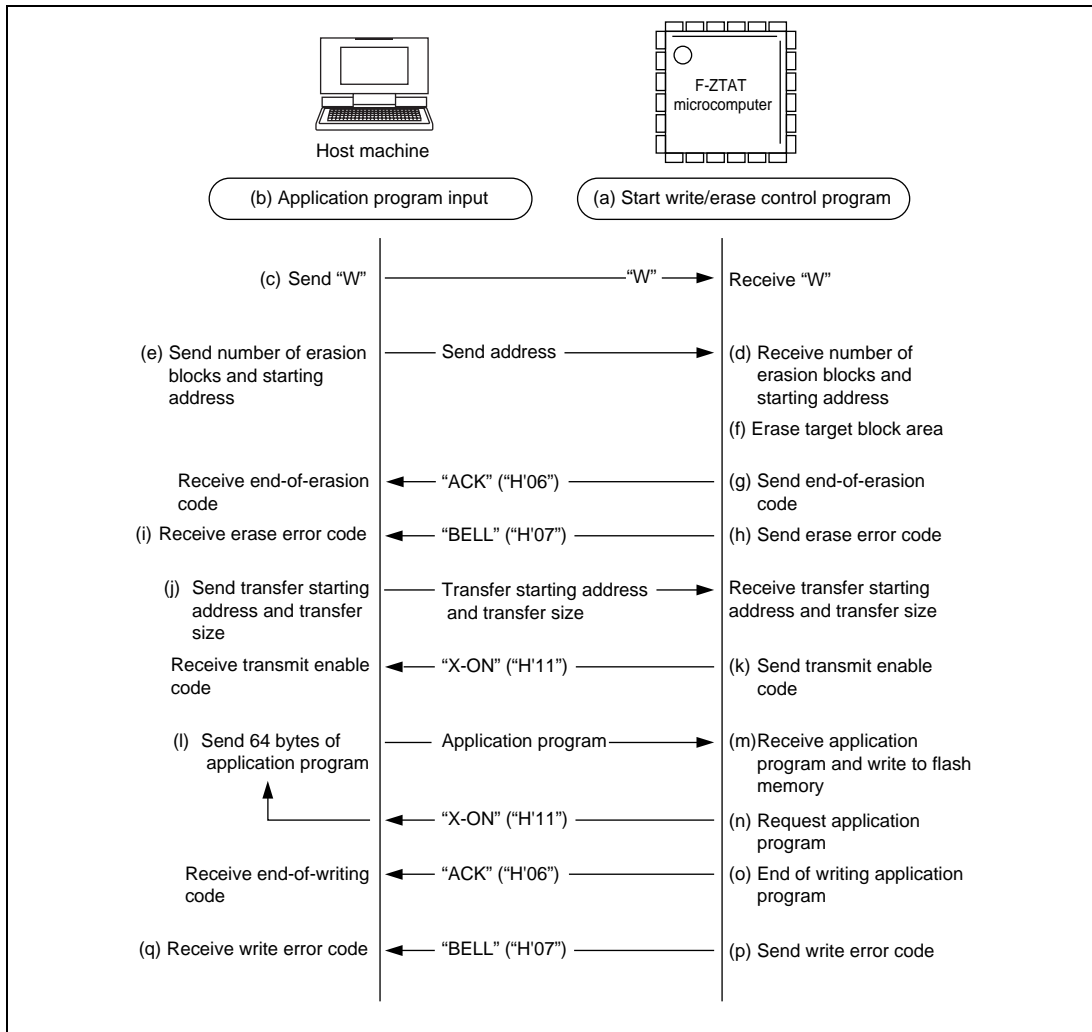 F-ZTAT
microcomputer
Host machine
(b) Application program input
(a) Start write/erase control program
(c) Send “W”
“W”
Receive “W”
(e) Send number of erasion
blocks and starting
address
Send address
(d) Receive number of
erasion blocks and
starting address
(f) Erase target block area
Receive end-of-erasion
code
“ACK” (“H'06”)
(g) Send end-of-erasion
code
(i) Receive erase error code
“BELL” (“H'07”)
(h) Send erase error code
(j) Send transfer starting
address and transfer
size
Transfer starting address
and transfer size
Receive transfer starting
address and transfer size
Receive transmit enable
code
“X-ON” (“H'11”)
(k) Send transmit enable
code
(l) Send 64 bytes of
application program
Application program
(m)Receive application
program and write to flash
memory
“X-ON” (“H'11”)
(n) Request application
program
Receive end-of-writing
code
“ACK” (“H'06”)
(o) End of writing application
program
(q) Receive write error code
“BELL” (“H'07”)
(p) Send write error code